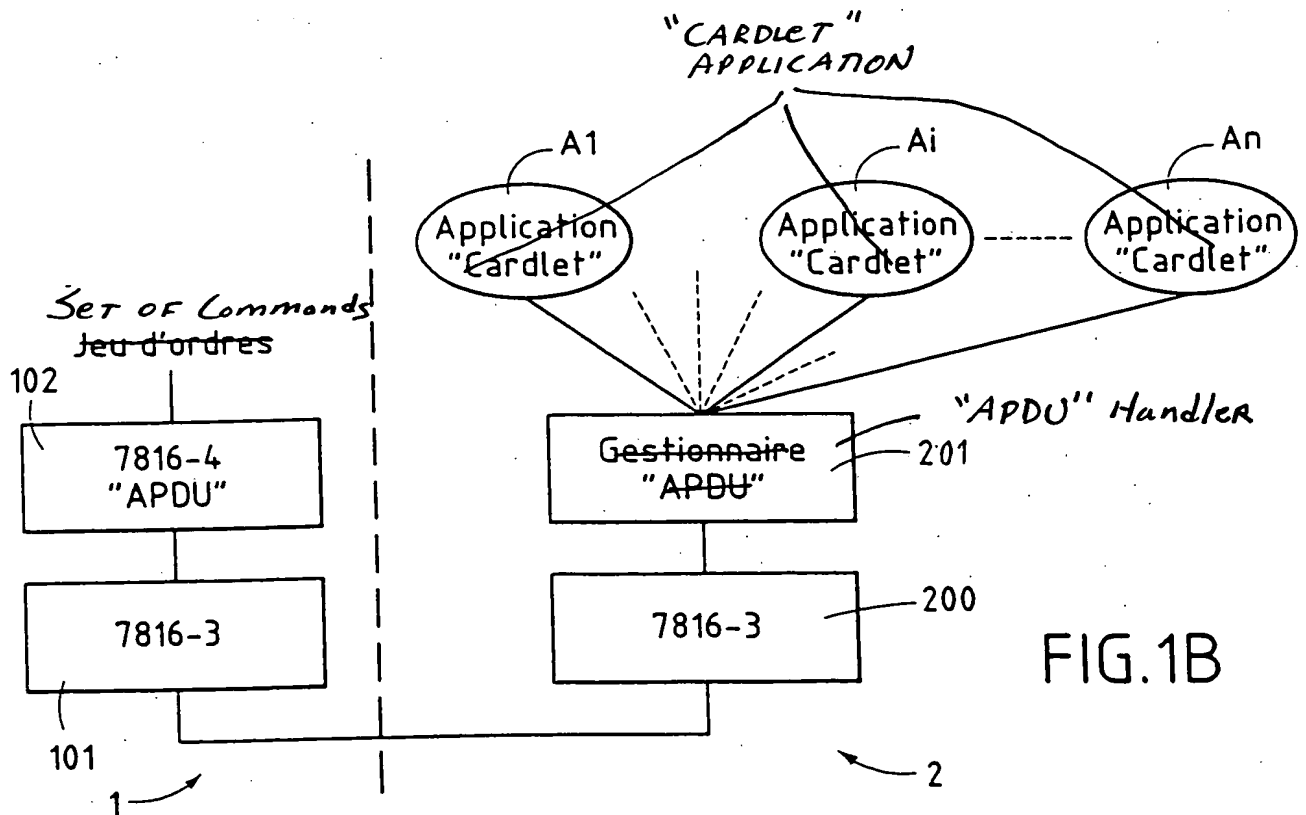 "CARDLET"
APPLICATION
A1
Ai
An
Application
"Cardlet"
Application
"Cardlet"
Application
"Cardlet"
SET OF Commands
Jeu d'ordres
102
7816-4
"APDU"
"APDU" HandleR
Gestionnaire
"APDU"
201
7816-3
101
7816-3
200
FIG.1B
1
2